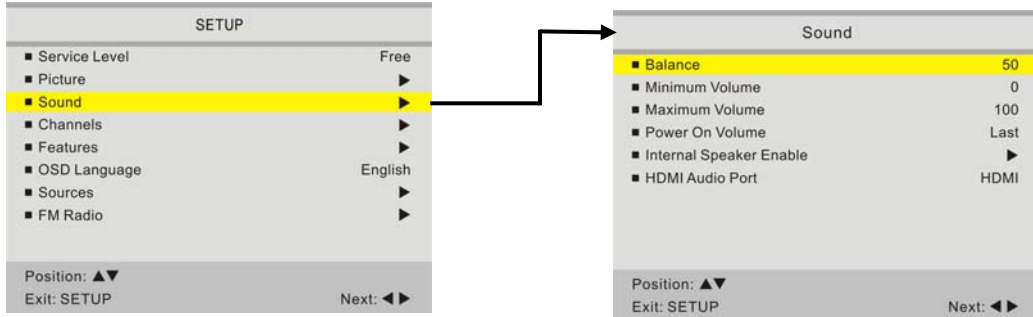 SETUP
■ Service Level Free
■ Picture ▶
■ Sound ▶
■ Channels ▶
■ Features ▶
■ OSD Language English
■ Sources ▶
■ FM Radio ▶
Position: ▲▼
Exit: SETUP Next: ◀ ▶
Sound
■ Balance 50
■ Minimum Volume 0
■ Maximum Volume 100
■ Power On Volume Last
■ Internal Speaker Enable ▶
■ HDMI Audio Port HDMI
Position: ▲▼
Exit: SETUP Next: ◀ ▶